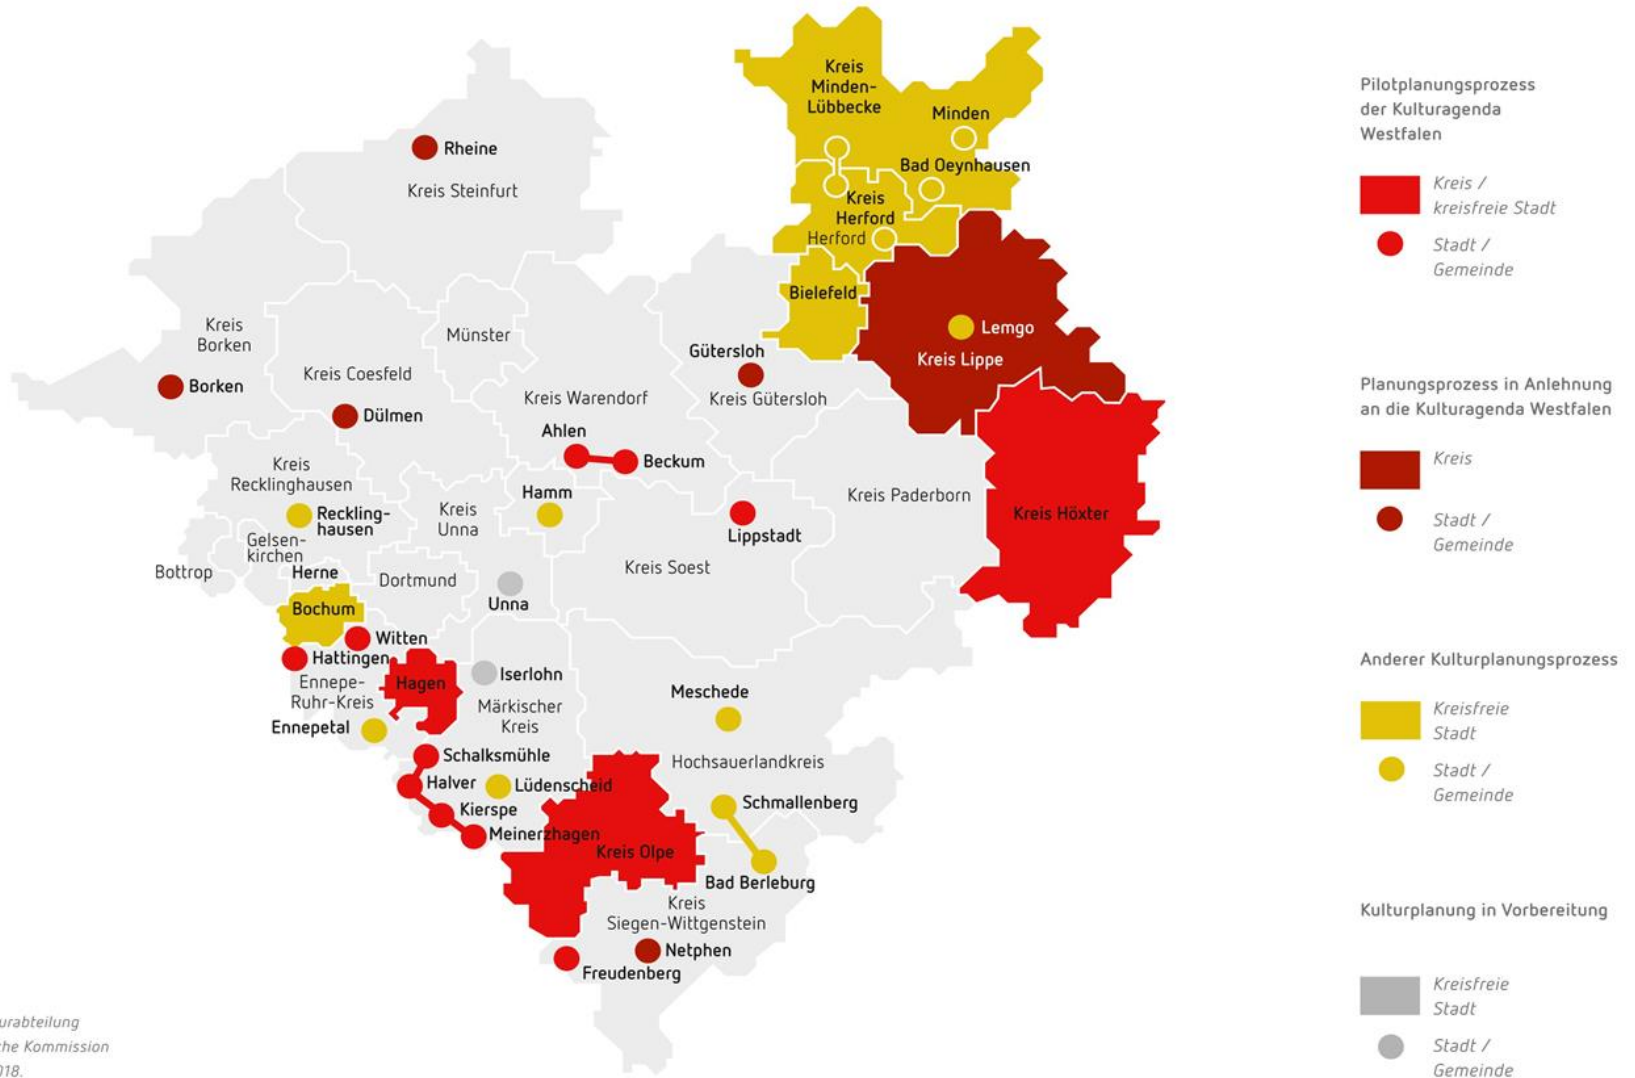 Kreis
Minden-
Lübbecke
Minden
Bad Oeynhausen
Kreis
Herford
Herford
Bielefeld
Rheine
Kreis Steinfurt
Lemgo
Kreis Lippe
Kreis
Borken
Borken
Münster
Kreis Coesfeld
Dülmen
Gütersloh
Kreis Gütersloh
Kreis Warendorf
Ahlen
Beckum
Kreis
Recklinghausen
Reckling-
hausen
Kreis
Unna
Hamm
Lippstadt
Kreis Paderborn
Kreis Höxter
Gelsen-
kirchen
Bottrop
Herne
Dortmund
Kreis Soest
Unna
Bochum
Witten
Hattingen
Ennepe-
Ruhr-Kreis
Hagen
Iserlohn
Märkischer
Kreis
Ennepetal
Meschede
Schalksmühle
Hochsauerlandkreis
Halver
Lüdenscheid
Kierspe
Schmallenberg
Meinerzhagen
Kreis Olpe
Bad Berleburg
Kreis
Siegen-Wittgenstein
Netphen
Freudenberg
Pilotplanungsprozess
der Kulturagenda
Westfalen
Kreis /
kreisfreie Stadt
Stadt /
Gemeinde
Planungsprozess in Anlehnung
an die Kulturagenda Westfalen
Kreis
Stadt /
Gemeinde
Anderer Kulturplanungsprozess
Kreisfreie
Stadt
Stadt /
Gemeinde
Kulturplanung in Vorbereitung
Kreisfreie
Stadt
Stadt /
Gemeinde
urabteilung
che Kommission
018.